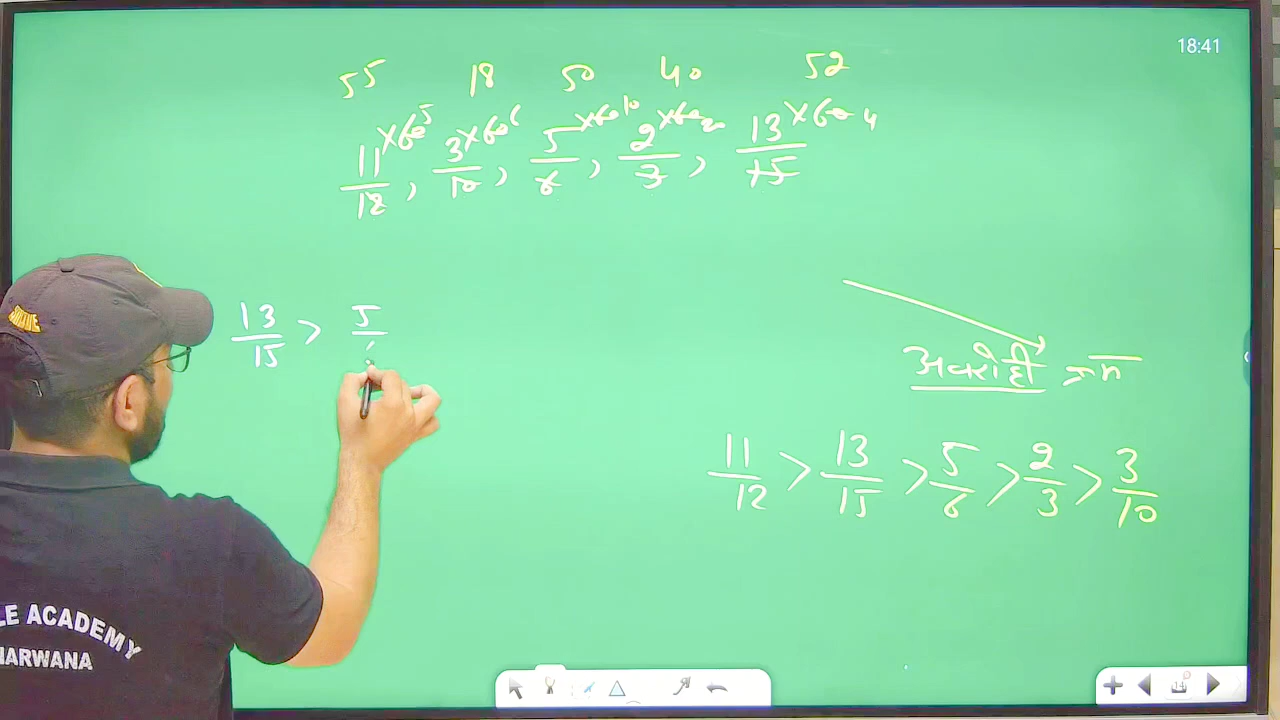 18:41
55 18 50 40 52
11/12 ×60 5, 3/10 ×60 6, 5/6 ×60 10, 2/3 ×60 20, 13/15 ×60 4
13/15 > 5/
अवरोही क्रम
11/12 > 13/15 > 5/6 > 2/3 > 3/10
LE ACADEMY
NARWANA
14